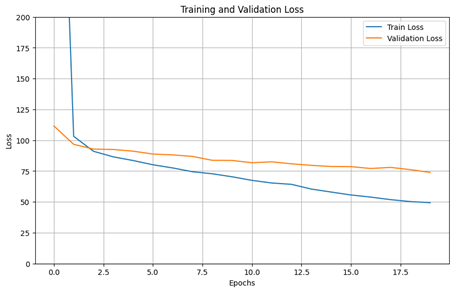 Training and Validation Loss
Train Loss
Validation Loss
200
175
150
125
100
75
50
25
0
Loss
0.0 2.5 5.0 7.5 10.0 12.5 15.0 17.5
Epochs